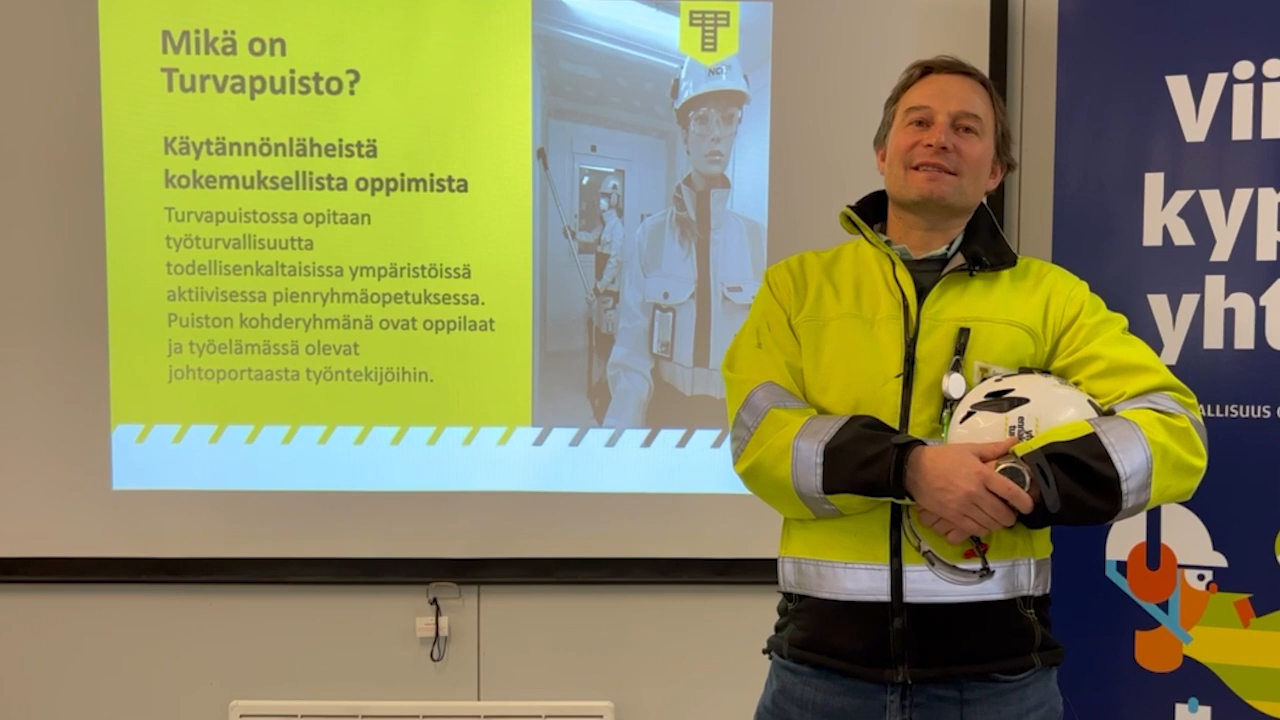 Mikä on
Turvapuisto?
Käytännönläheistä
kokemuksellista oppimista
Turvapuistossa opitaan
työturvallisuutta
todellisenkaltaisissa ympäristöissä
aktiivisessa pienryhmäopetuksessa.
Puiston kohderyhmänä ovat oppilaat
ja työelämässä olevat
johtoportaasta työntekijöihin.
Vii
kyp
yht
ALLISUUS